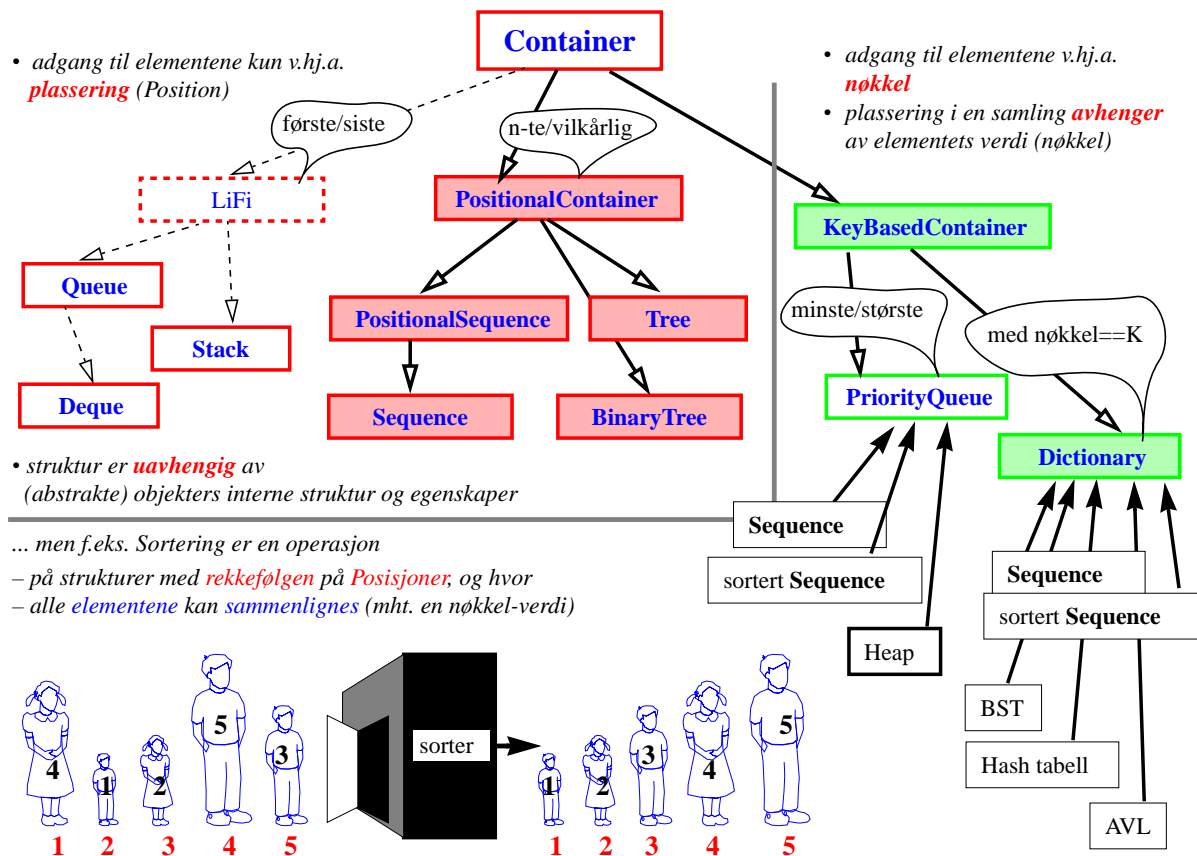 Container
• adgang til elementene kun v.hj.a.
plassering (Position)
første/siste
n-te/vilkårlig
• adgang til elementene v.hj.a.
nøkkel
• plassering i en samling avhenger
av elementets verdi (nøkkel)
LiFi
PositionalContainer
KeyBasedContainer
Queue
Stack
Deque
PositionalSequence
Tree
Sequence
BinaryTree
minste/største
med nøkkel==K
PriorityQueue
Dictionary
• struktur er uavhengig av
(abstrakte) objekters interne struktur og egenskaper
Sequence
sortert Sequence
Heap
Sequence
sortert Sequence
BST
Hash tabell
AVL
... men f.eks. Sortering er en operasjon
– på strukturer med rekkefølgen på Posisjoner, og hvor
– alle elementene kan sammenlignes (mht. en nøkkel-verdi)
4 1 2 5 3
sorter
1 2 3 4 5
1 2 3 4 5
1 2 3 4 5